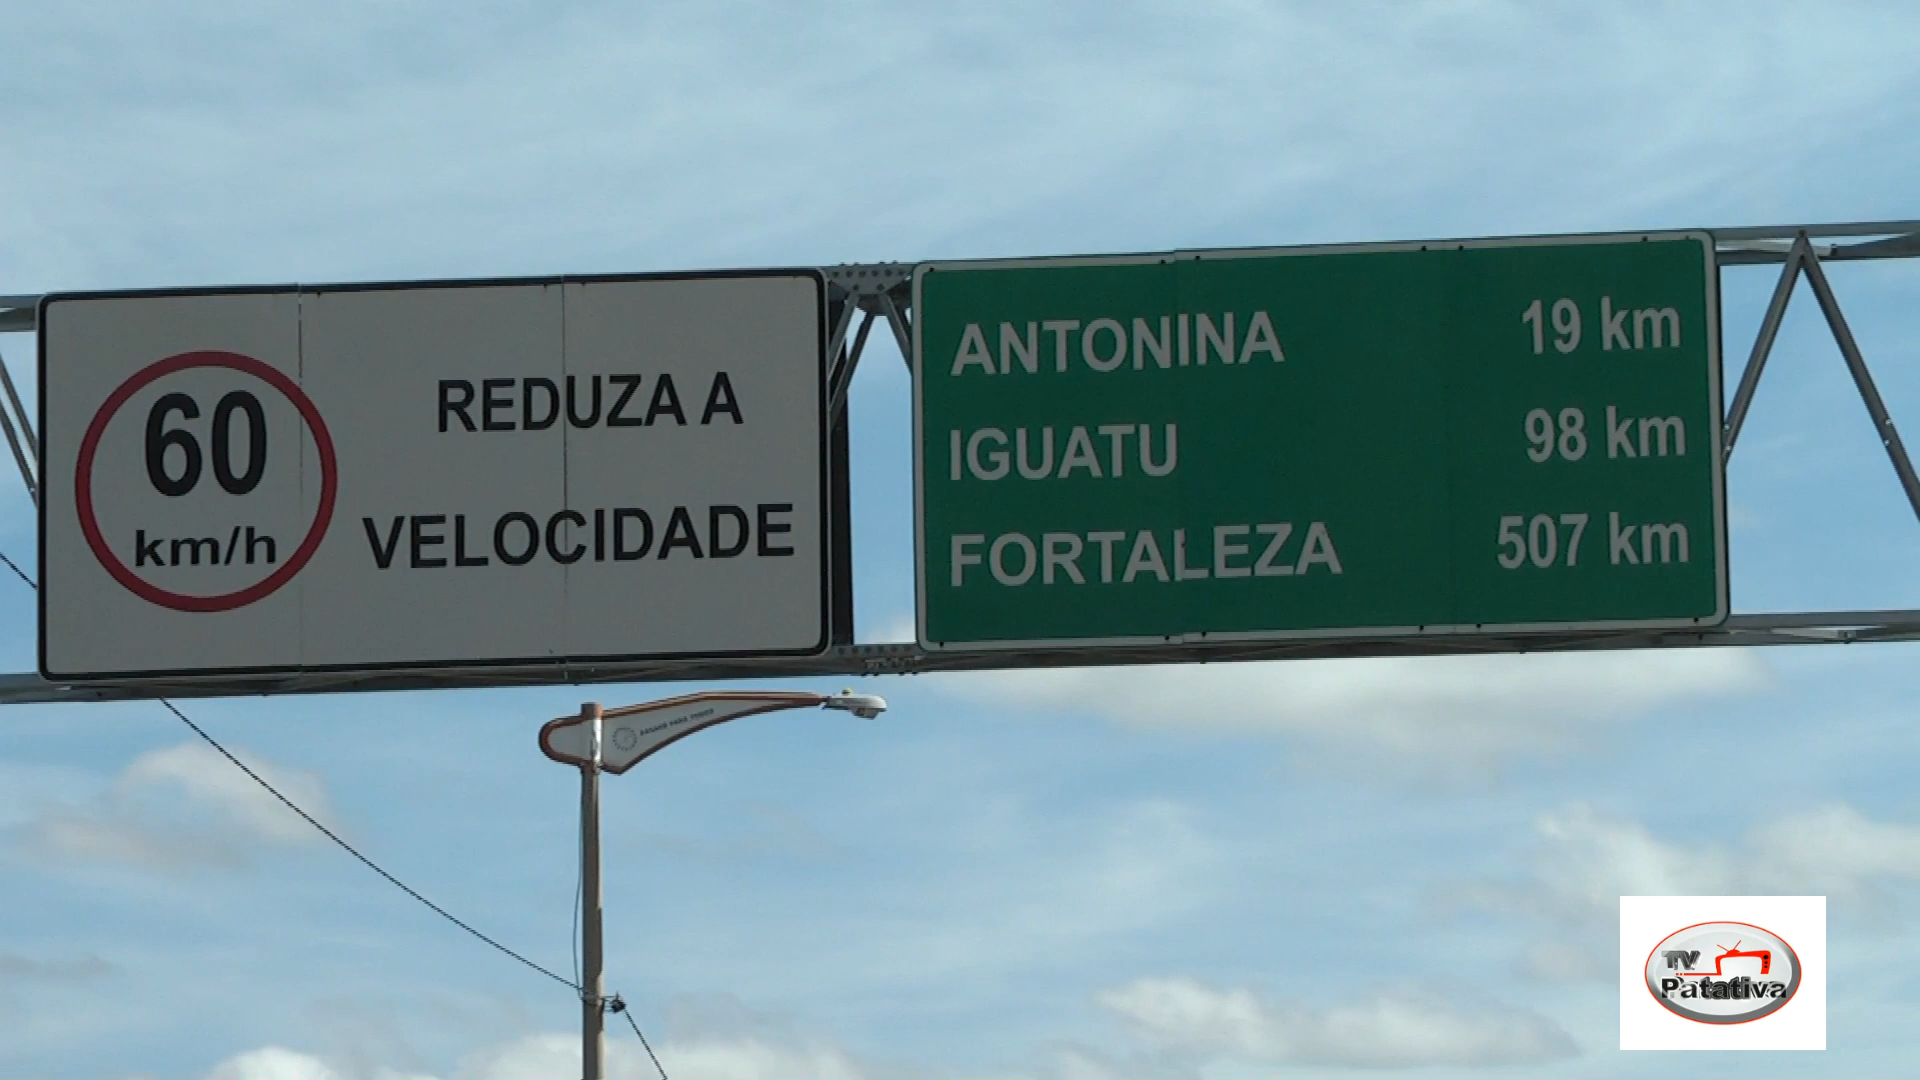 60
km/h
REDUZA A
VELOCIDADE
ANTONINA 19 km
IGUATU 98 km
FORTALEZA 507 km
TV
Patativa